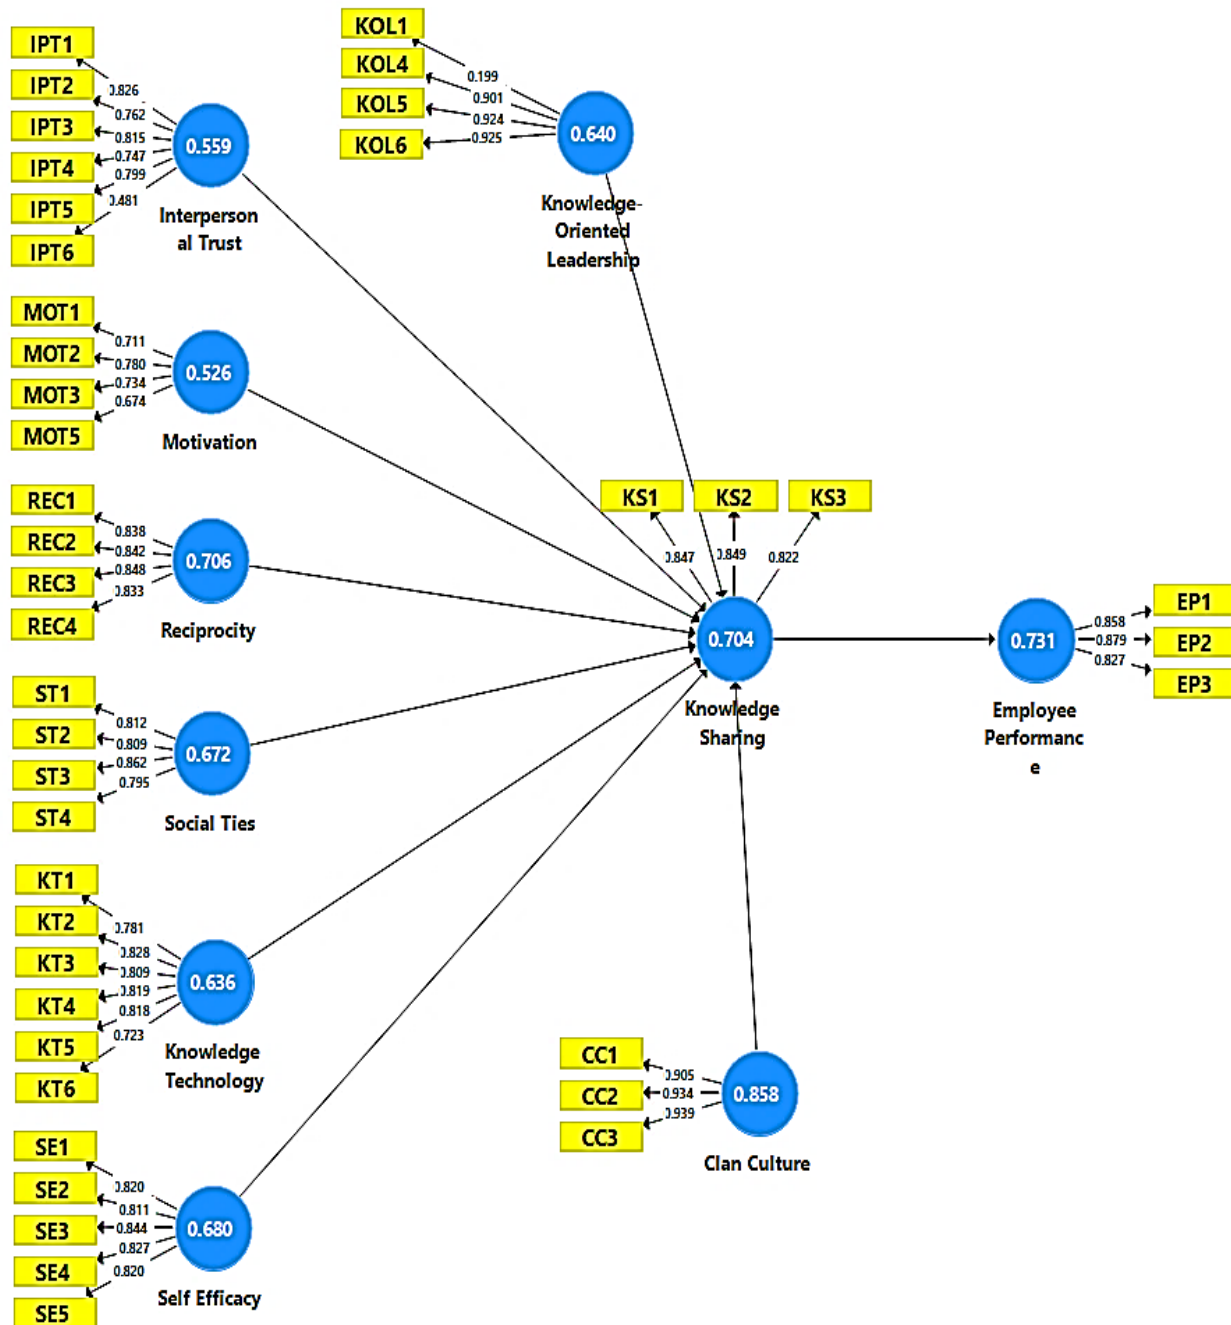 KOL1
KOL4
KOL5
KOL6
0.199
0.901
0.924
0.925
0.640
Knowledge-
Oriented
Leadership
IPT1
IPT2
IPT3
IPT4
IPT5
IPT6
0.826
0.762
0.815
0.747
0.799
0.481
0.559
Interperson
al Trust
MOT1
MOT2
MOT3
MOT5
0.711
0.780
0.734
0.674
0.526
Motivation
REC1
REC2
REC3
REC4
0.838
0.842
0.848
0.833
0.706
Reciprocity
KS1
KS2
KS3
0.847
0.849
0.822
0.704
Knowledge
Sharing
EP1
EP2
EP3
0.858
0.879
0.827
0.731
Employee
Performanc
e
ST1
ST2
ST3
ST4
0.812
0.809
0.862
0.795
0.672
Social Ties
KT1
KT2
KT3
KT4
KT5
KT6
0.781
0.828
0.809
0.819
0.818
0.723
0.636
Knowledge
Technology
CC1
CC2
CC3
0.905
0.934
0.939
0.858
Clan Culture
SE1
SE2
SE3
SE4
SE5
0.820
0.811
0.844
0.827
0.820
0.680
Self Efficacy